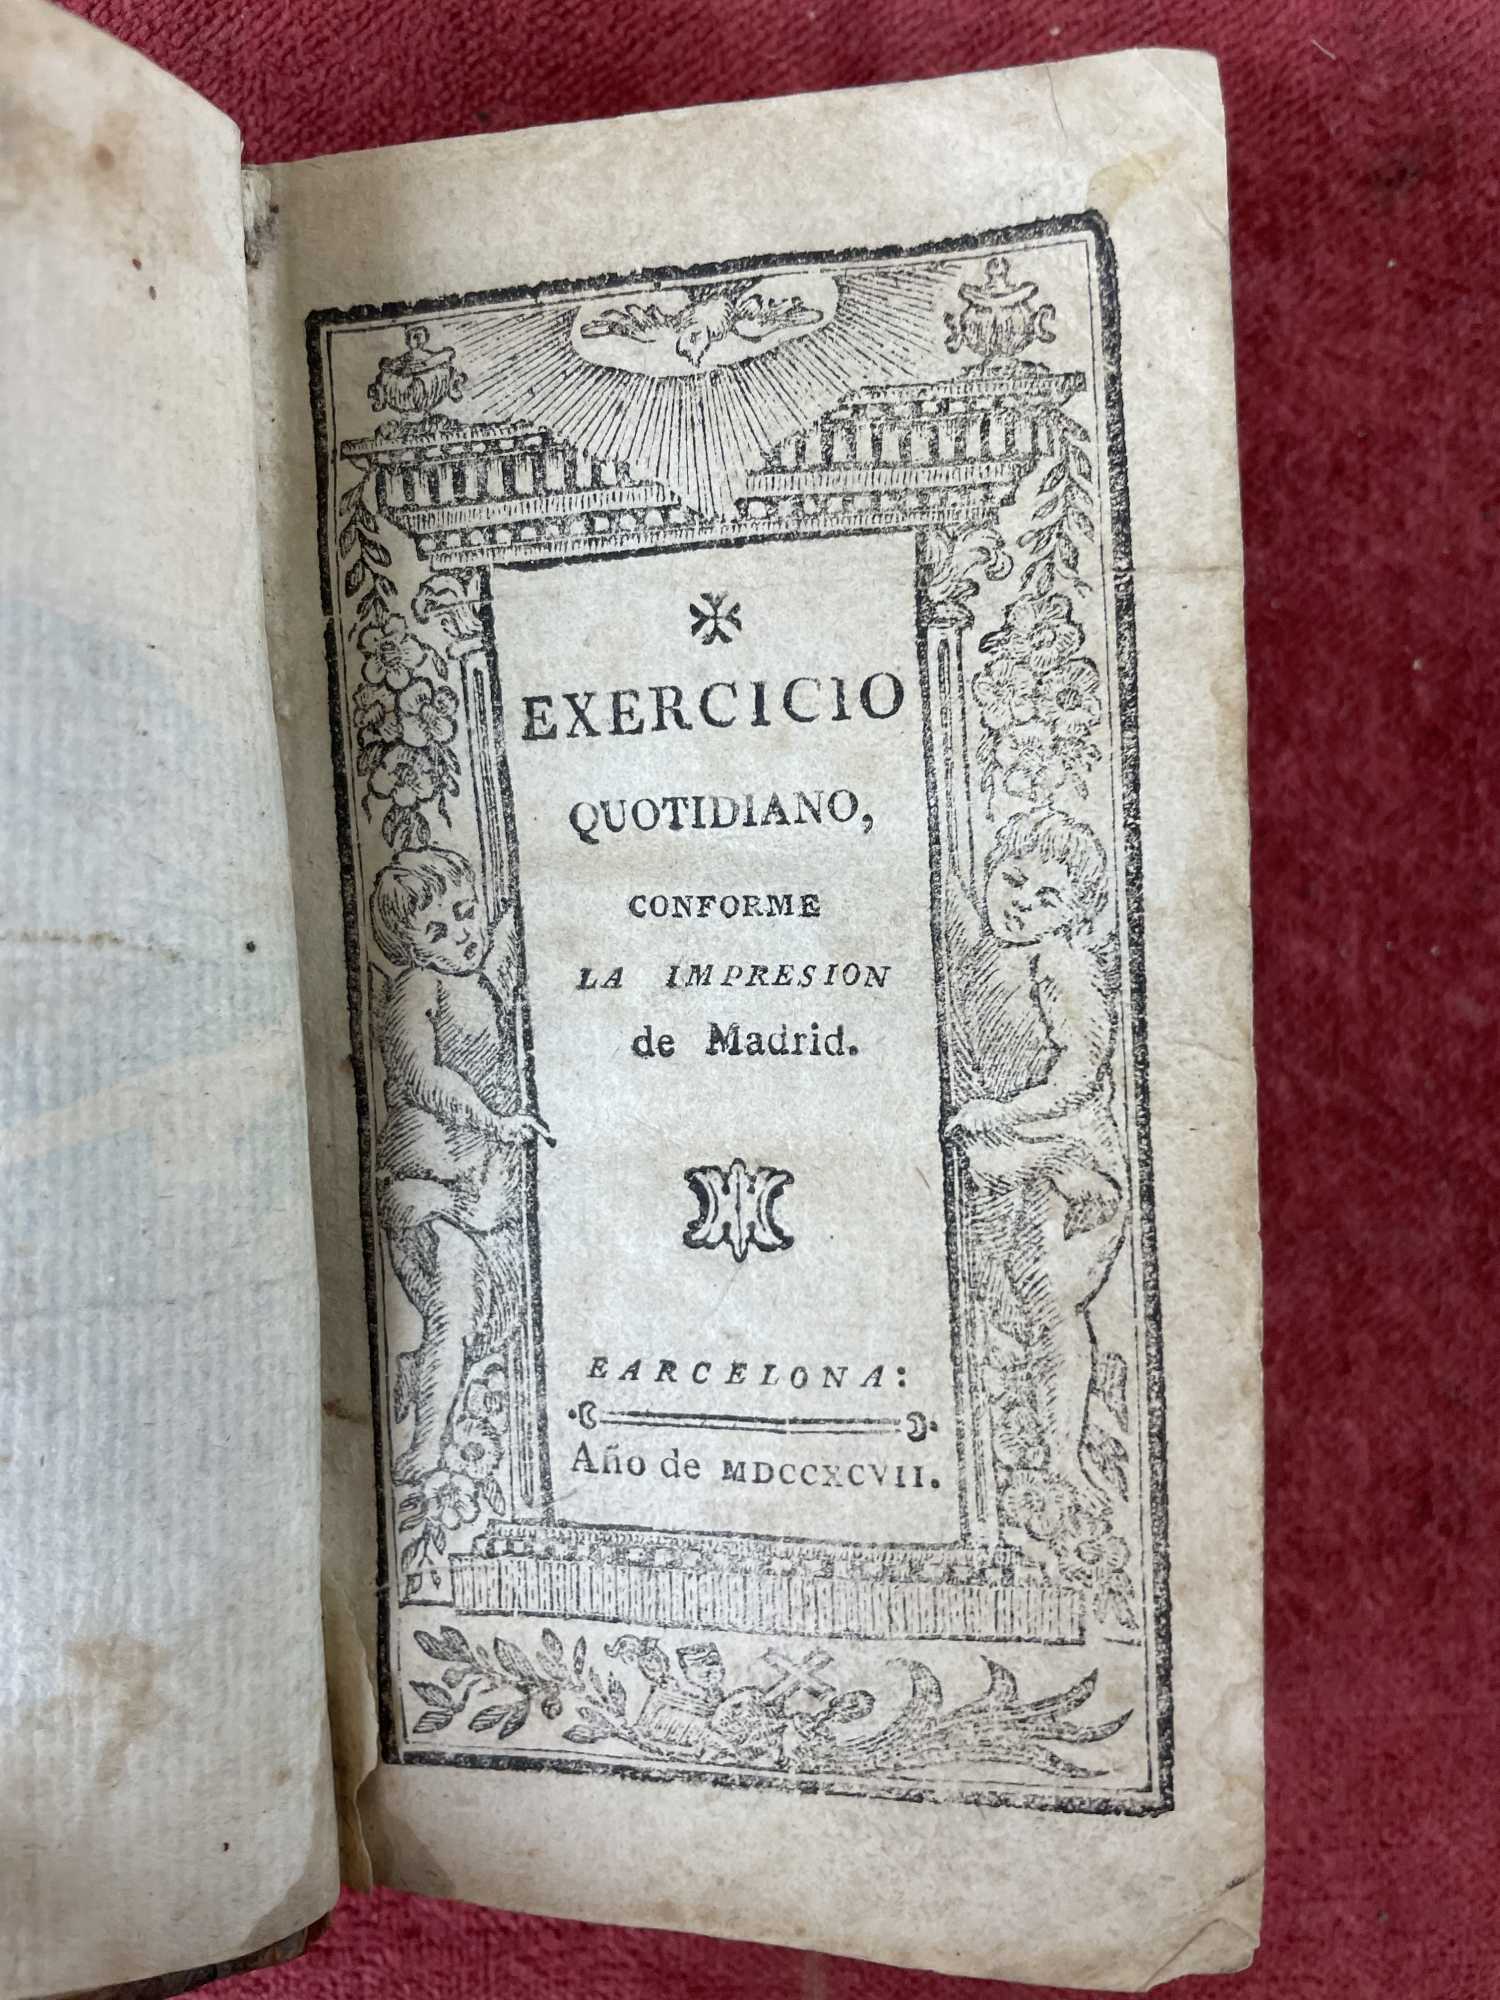 ✠
EXERCICIO
QUOTIDIANO,
CONFORME
LA IMPRESION
de Madrid.
BARCELONA:
Año de MDCCXCVII.